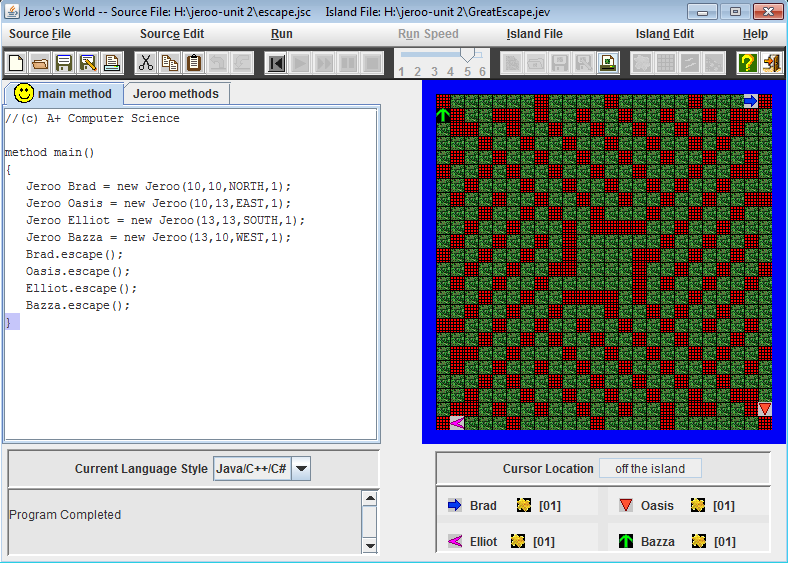 Jeroo's World -- Source File: H:\jeroo-unit 2\escape.jsc     Island File: H:\jeroo-unit 2\GreatEscape.jev
Source File Source Edit Run Run Speed Island File Island Edit Help
1 2 3 4 5 6
main method Jeroo methods
//(c) A+ Computer Science
method main()
{
   Jeroo Brad = new Jeroo(10,10,NORTH,1);
   Jeroo Oasis = new Jeroo(10,13,EAST,1);
   Jeroo Elliot = new Jeroo(13,13,SOUTH,1);
   Jeroo Bazza = new Jeroo(13,10,WEST,1);
   Brad.escape();
   Oasis.escape();
   Elliot.escape();
   Bazza.escape();
}
Current Language Style Java/C++/C#
Program Completed
Cursor Location off the island
Brad [01] Oasis [01]
Elliot [01] Bazza [01]